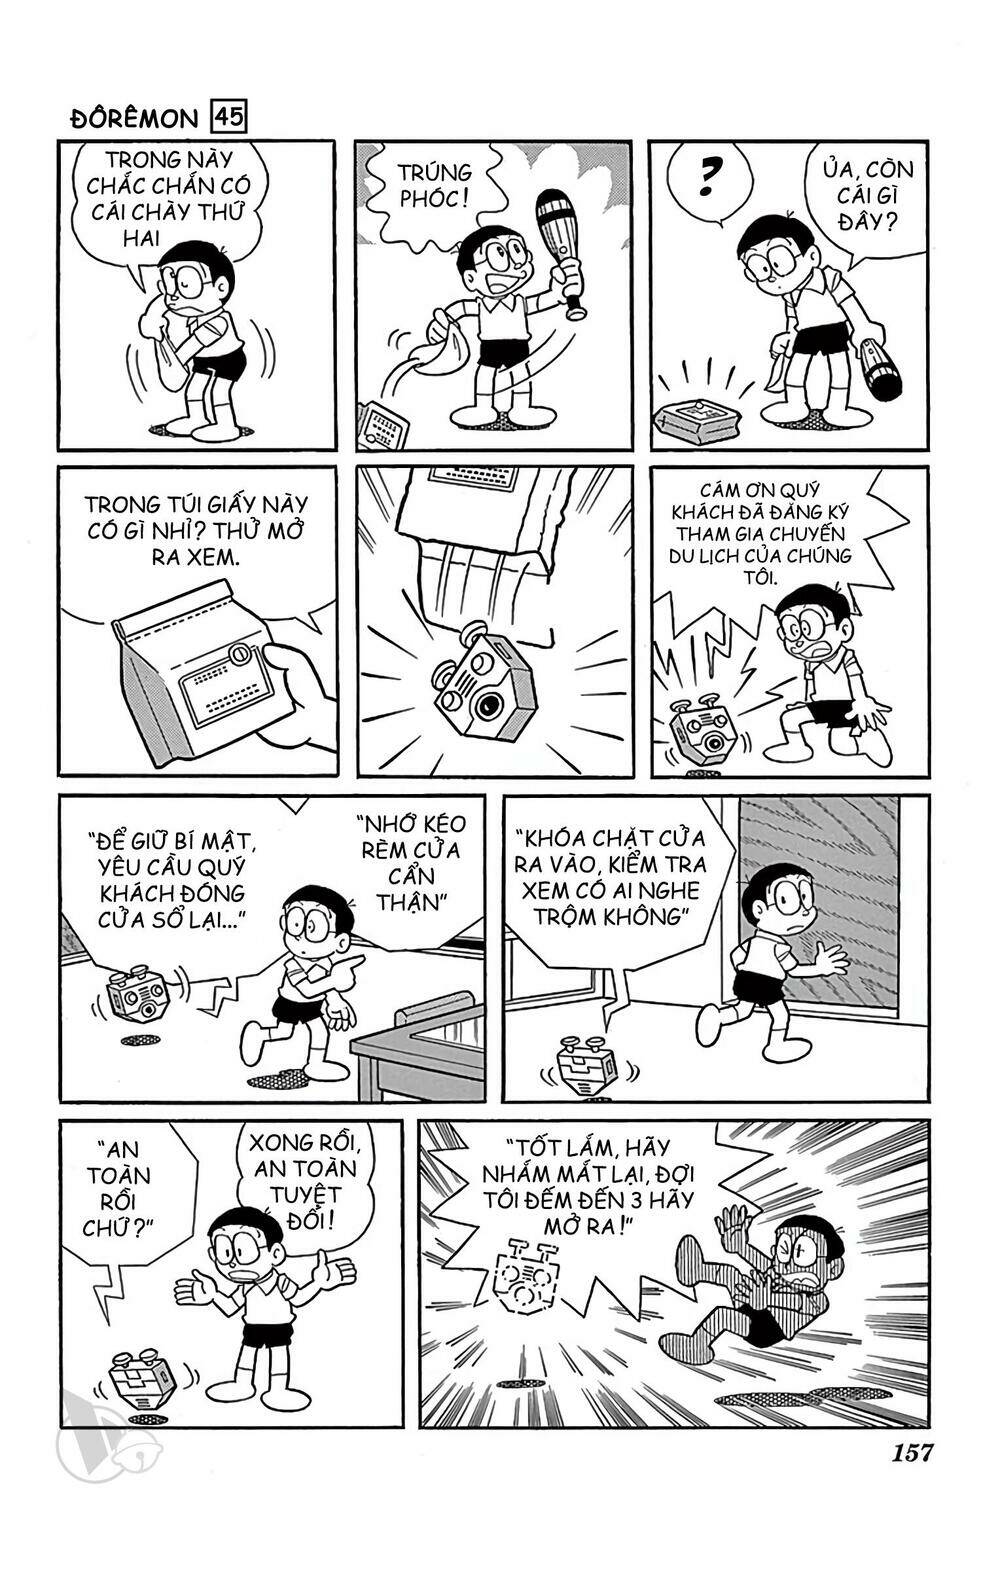 ĐÔRÊMON 45
TRONG NÀY
CHẮC CHẮN CÓ
CÁI CHÀY THỨ
HAI
TRÚNG
PHÓC!
?
ỦA, CÒN
CÁI GÌ
ĐÂY?
TRONG TÚI GIẤY NÀY
CÓ GÌ NHỈ? THỬ MỞ
RA XEM.
CÁM ƠN QUÝ
KHÁCH ĐÃ ĐĂNG KÝ
THAM GIA CHUYẾN
DU LỊCH CỦA CHÚNG
TÔI.
"ĐỂ GIỮ BÍ MẬT,
YÊU CẦU QUÝ
KHÁCH ĐÓNG
CỬA SỔ LẠI..."
"NHỚ KÉO
RÈM CỬA
CẨN
THẬN"
"KHÓA CHẶT CỬA
RA VÀO, KIỂM TRA
XEM CÓ AI NGHE
TRỘM KHÔNG"
"AN
TOÀN
RỒI
CHỨ?"
XONG RỒI,
AN TOÀN
TUYỆT
ĐỐI!
"TỐT LẮM, HÃY
NHẮM MẮT LẠI, ĐỢI
TÔI ĐẾM ĐẾN 3 HÃY
MỞ RA!"
157